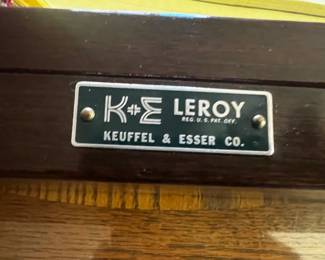 K+E LEROY
REG. U.S. PAT. OFF.
KEUFFEL & ESSER CO.